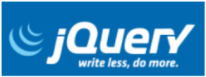 jQuery
write less, do more.